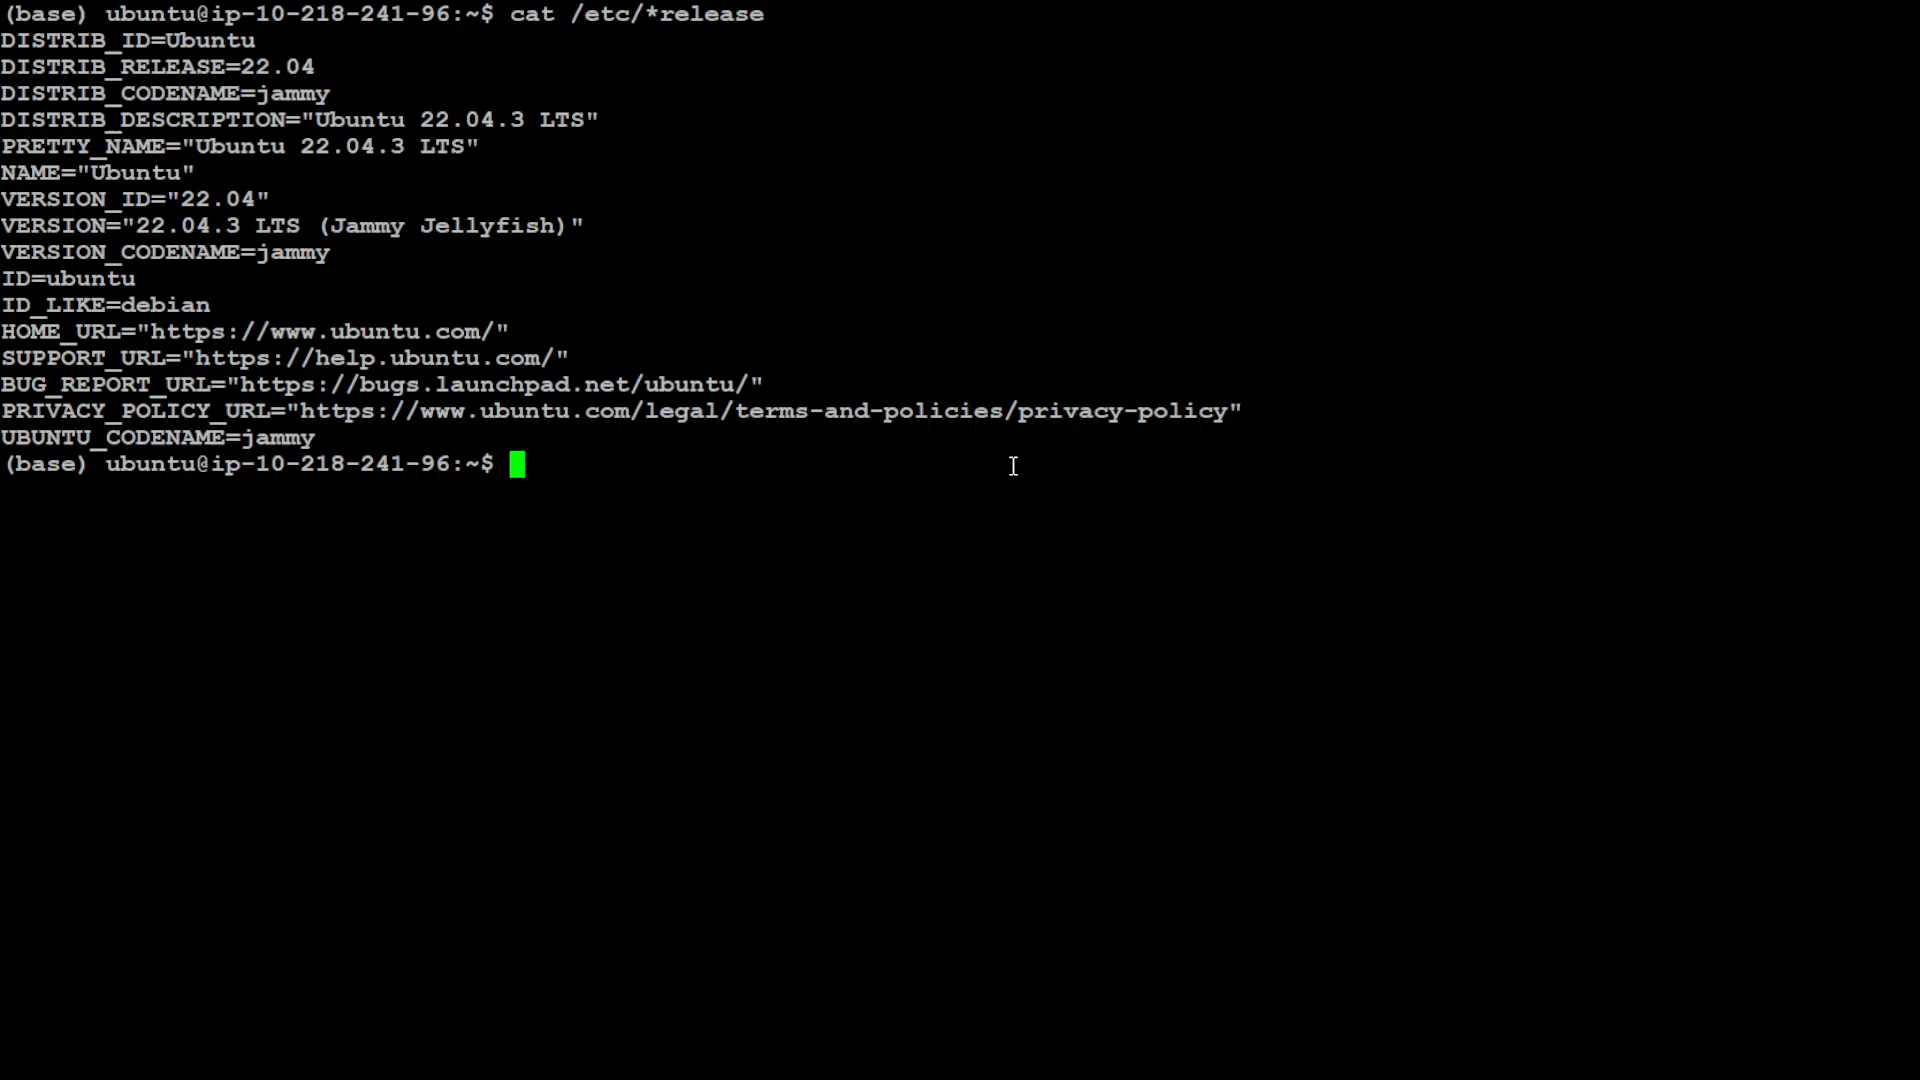 (base) ubuntu@ip-10-218-241-96:~$ cat /etc/*release
DISTRIB_ID=Ubuntu
DISTRIB_RELEASE=22.04
DISTRIB_CODENAME=jammy
DISTRIB_DESCRIPTION="Ubuntu 22.04.3 LTS"
PRETTY_NAME="Ubuntu 22.04.3 LTS"
NAME="Ubuntu"
VERSION_ID="22.04"
VERSION="22.04.3 LTS (Jammy Jellyfish)"
VERSION_CODENAME=jammy
ID=ubuntu
ID_LIKE=debian
HOME_URL="https://www.ubuntu.com/"
SUPPORT_URL="https://help.ubuntu.com/"
BUG_REPORT_URL="https://bugs.launchpad.net/ubuntu/"
PRIVACY_POLICY_URL="https://www.ubuntu.com/legal/terms-and-policies/privacy-policy"
UBUNTU_CODENAME=jammy
(base) ubuntu@ip-10-218-241-96:~$